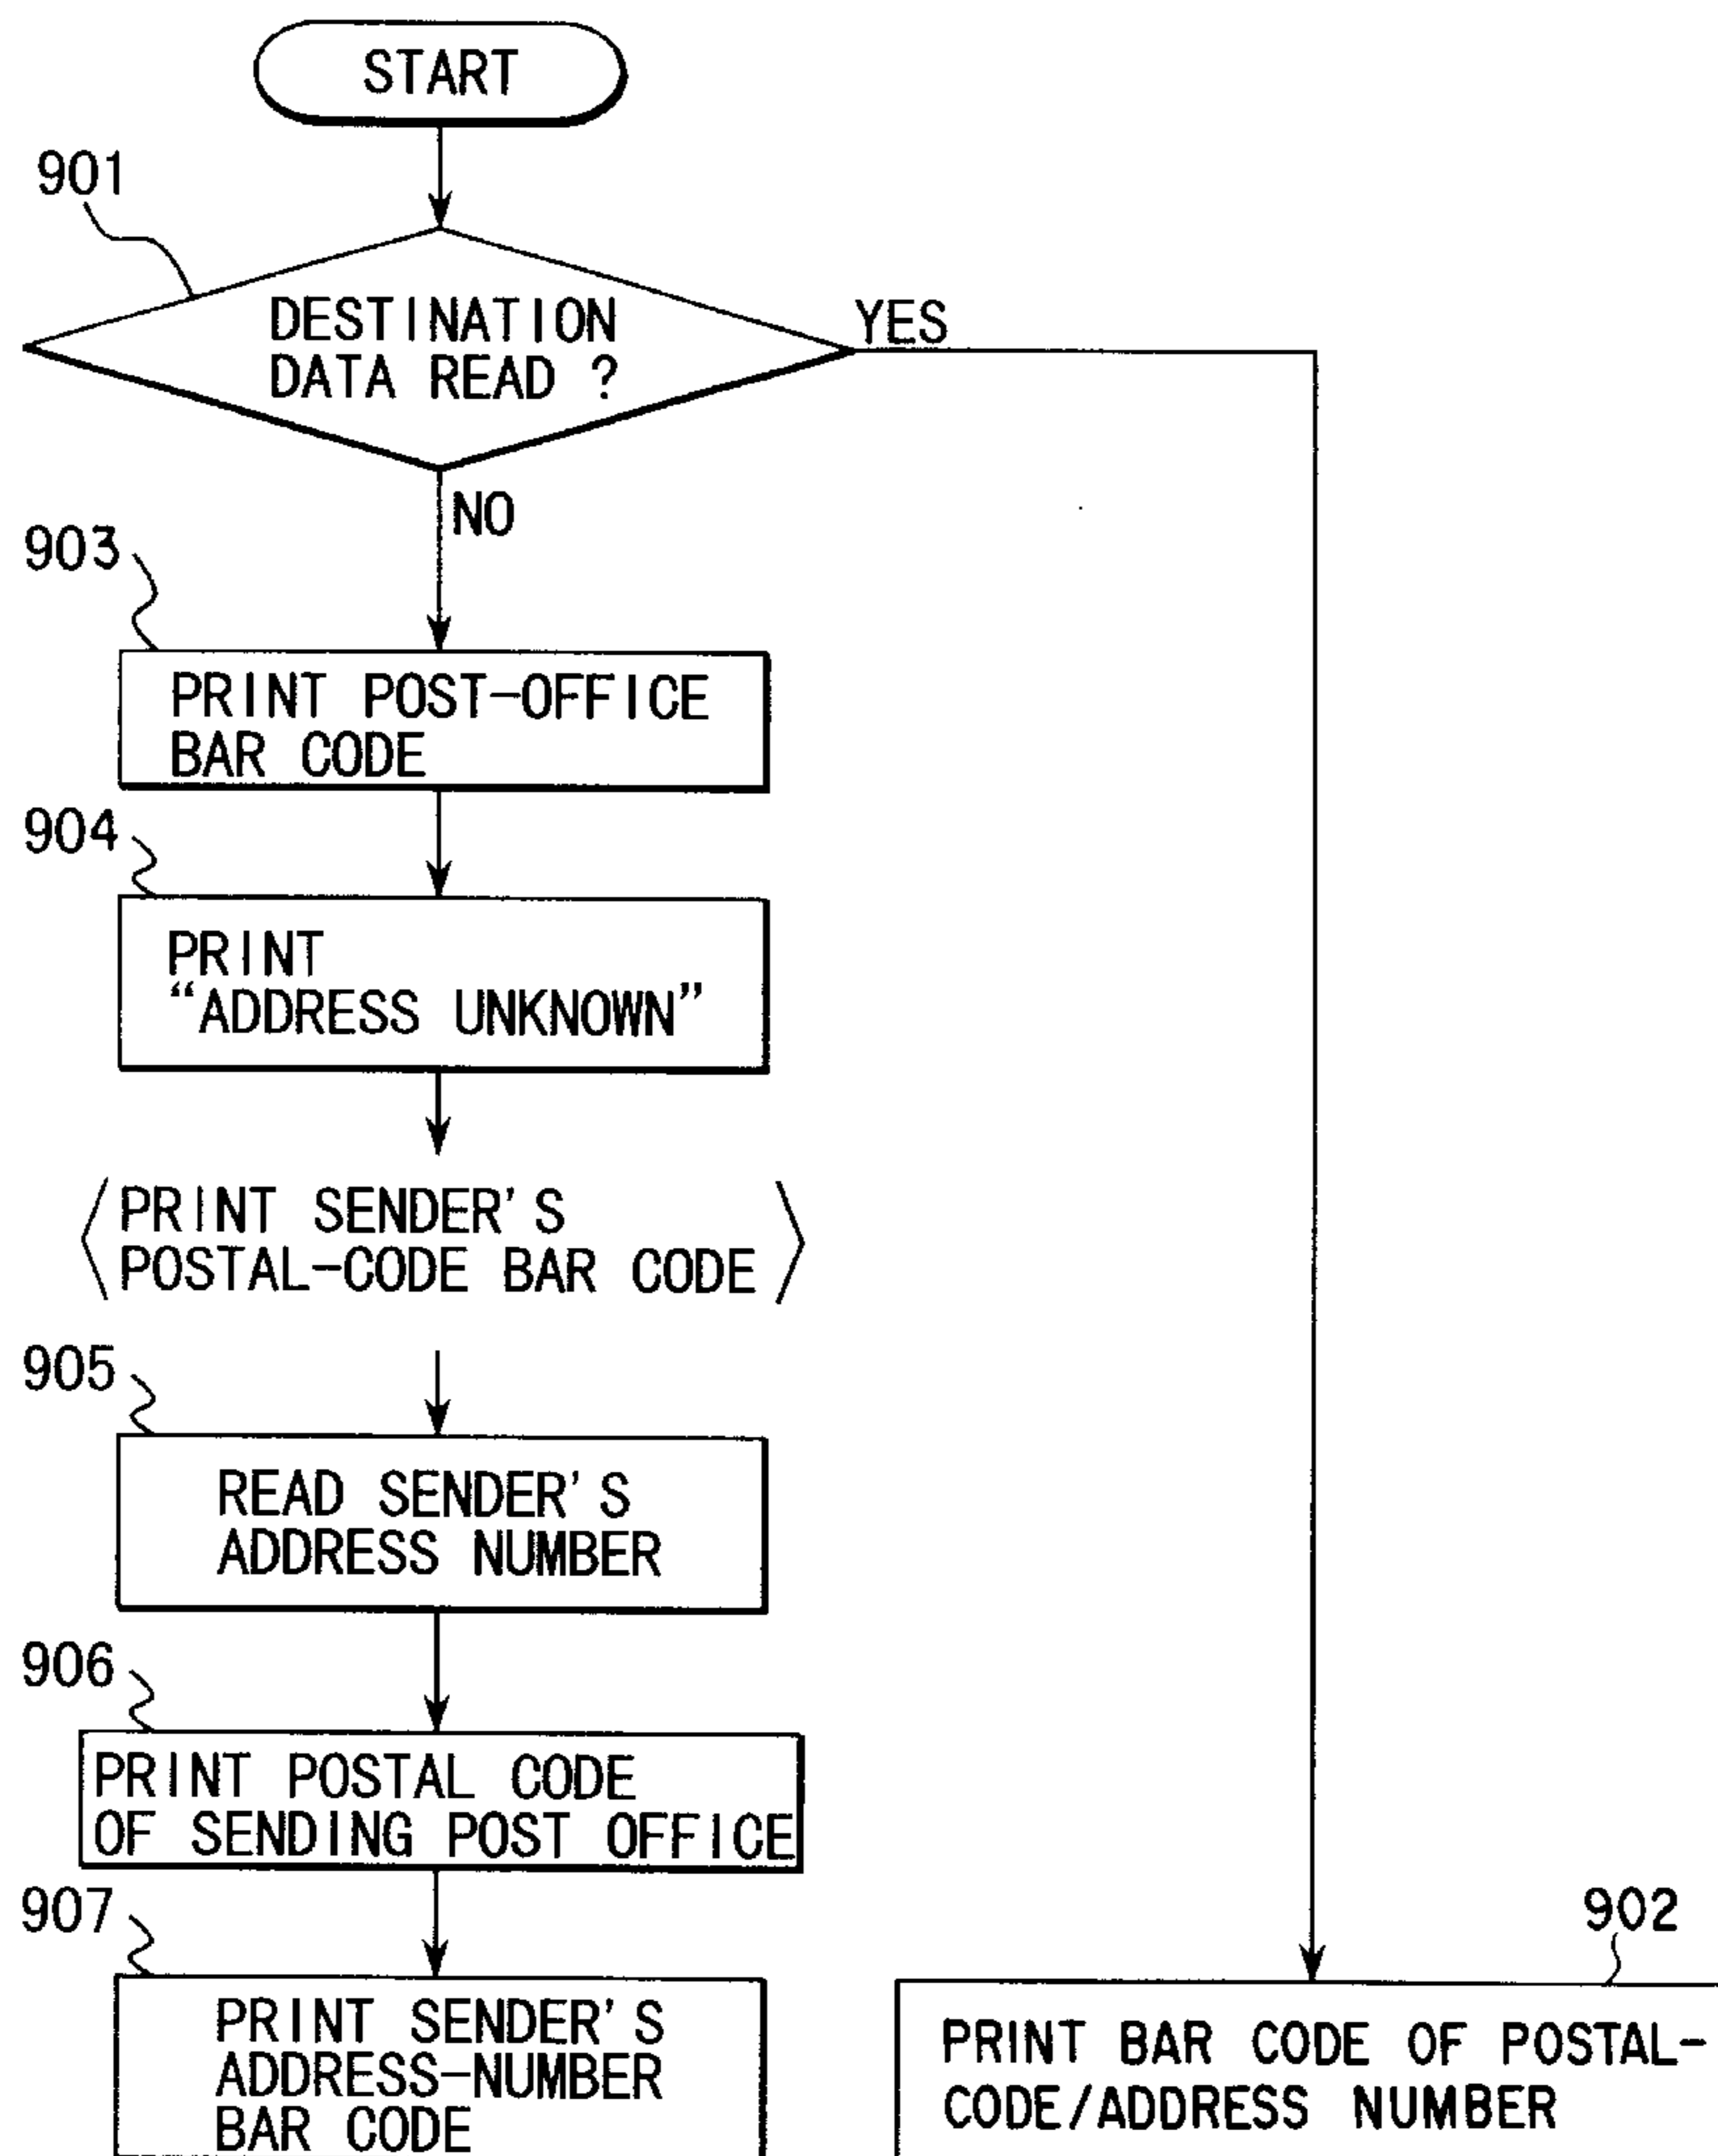 START
901
DESTINATION
DATA READ ?
YES
NO
903
PRINT POST-OFFICE
BAR CODE
904
PRINT
“ADDRESS UNKNOWN”
〈PRINT SENDER'S
POSTAL-CODE BAR CODE〉
905
READ SENDER'S
ADDRESS NUMBER
906
PRINT POSTAL CODE
OF SENDING POST OFFICE
907
PRINT SENDER'S
ADDRESS-NUMBER
BAR CODE
902
PRINT BAR CODE OF POSTAL-
CODE/ADDRESS NUMBER